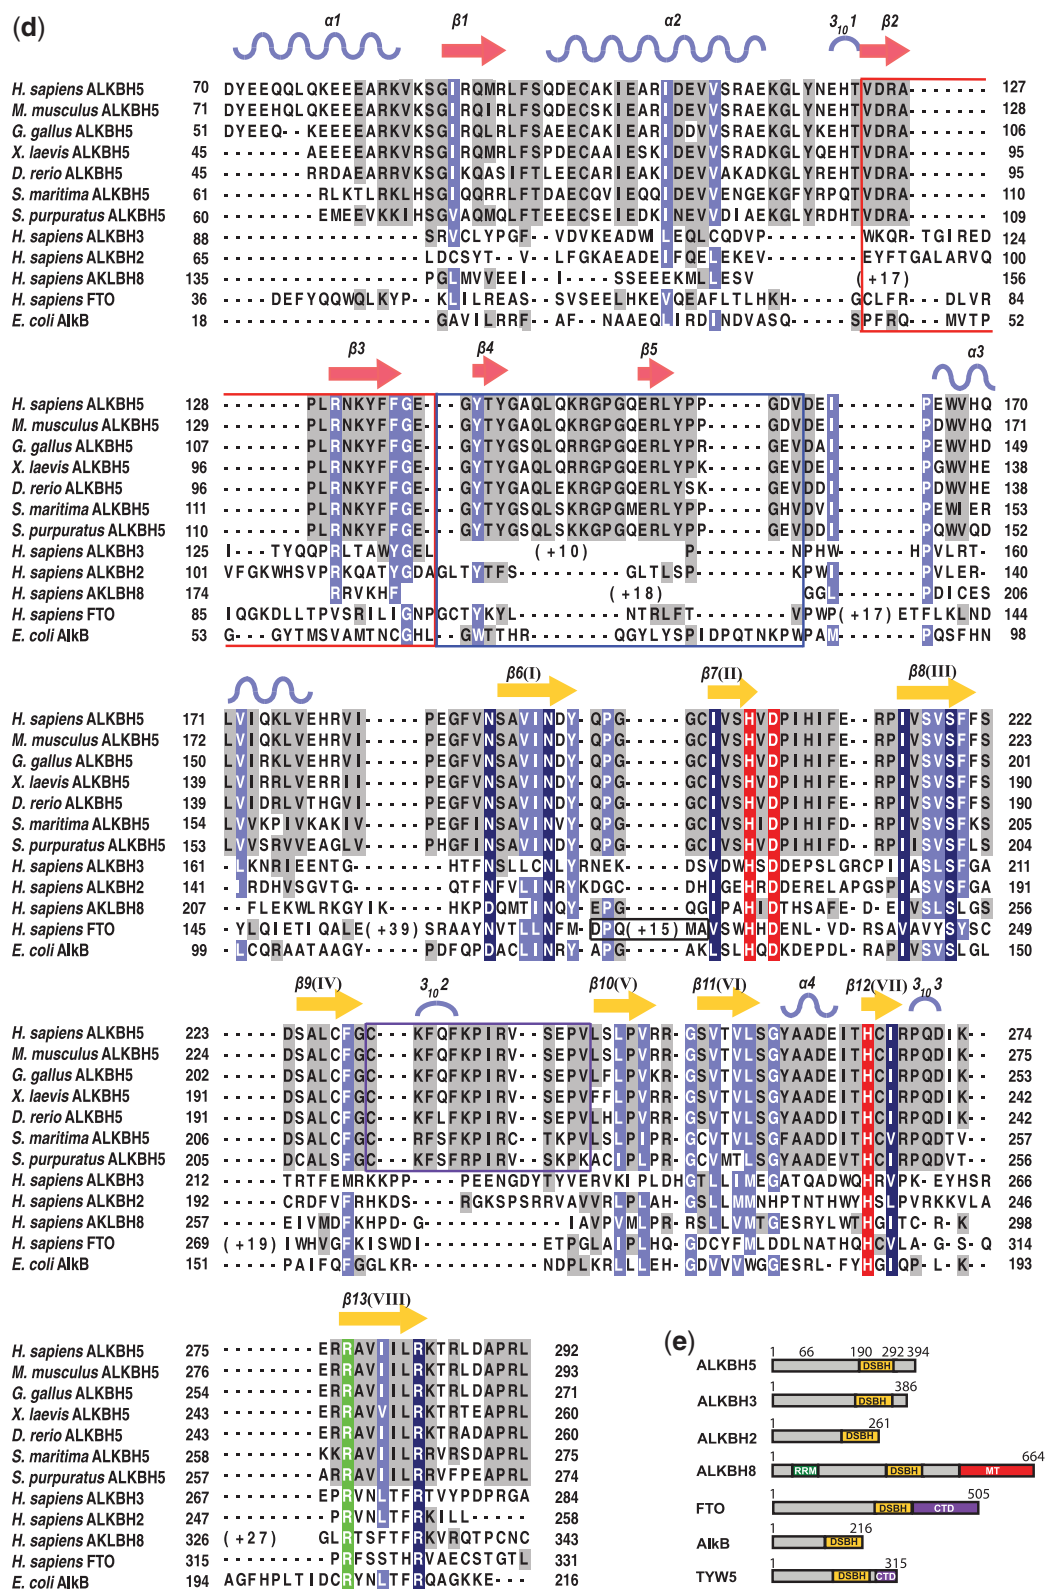 (d)
α1 β1 α2 3₁₀1 β2
H. sapiens ALKBH5 70 DYEEQQLQKEEEARKVKSGIRQMRLFSQDECAKIEARIDEVVSRAEKGLYNEHTVDRA------- 127
M. musculus ALKBH5 71 DYEEQQLQKEEEARKVKSGIRQMRLFSQDECAKIEARIDEVVSRAEKGLYNEHTVDRA------- 128
G. gallus ALKBH5 51 DYEEQ-KEEEEARKVKSGIRQLRLFSAEECAKIEARIDDVVSRAEKGLYKEHTVDRA------- 106
X. laevis ALKBH5 45 -------AEEEEARKVRSGIRQMRLFSPDECAAIESKIDEVVSRADKGLYQEHTVDRA------- 95
D. rerio ALKBH5 45 -------RRDAEARRVKSGIKQASIFTLEECARIEAKIDEVVAKADKGLYREHTVDRA------- 95
S. maritima ALKBH5 61 --------RLKTLRKLHSGIQQRRLFTDAECQVIEQQIDEVVENGEKGFYRPQTVDRA------- 110
S. purpuratus ALKBH5 60 --------EMEEVKKIHSGVAQMQLFTEEECSEIEDKINEVVDIAEKGLYRDHTVDRA------- 109
H. sapiens ALKBH3 88 -----------------SRVCLYPGF--VDVKEADWILEQLCQDVP------WKQR-TGIRED 124
H. sapiens ALKBH2 65 -----------------LDCSYT--VLFGKAEADEIFQELEKEV------EYFTGALARVQ 100
H. sapiens AKLBH8 135 -----------------PGLMVVEEI--I----SSEEEKMLLESV (+17) 156
H. sapiens FTO 36 ----DEFYQQWQLKYP--KLILREAS--SVSEELHKEVQEAFLTLHKH---GCLFR--DLVR 84
E. coli AlkB 18 ------------------GAVILRRF--AF--NAAEQLIRDINDVASQ---SPFRQ--MVTP 52
β3 β4 β5 α3
H. sapiens ALKBH5 128 -------PLRNKYFFGE--GYTYGAQLQKRGPGQERLYPP----GDVDEI-------PEWVHQ 170
M. musculus ALKBH5 129 -------PLRNKYFFGE--GYTYGAQLQKRGPGQERLYPP----GDVDEI-------PDWVHQ 171
G. gallus ALKBH5 107 -------PLRNKYFFGE--GYTYGSQLQKRGPGQERLYPR----GEVDEI-------PEWVHD 149
X. laevis ALKBH5 96 -------PLRNKYFFGE--GYTYGAQLQRRGPGQERLYPK----GEVDEI-------PGWVHE 138
D. rerio ALKBH5 96 -------PLRNKYFFGE--GYTYGAQLEKRGPGQERLYSK----GEVDDI-------PDWVHE 138
S. maritima ALKBH5 111 -------PLRNKYFFGE--GYTYGSQLSKRGPGMERLYPP----GHVDVI-------PEWIER 153
S. purpuratus ALKBH5 110 -------PLRNKYFFGE--GYTYGSQLSKKGPGQERLYPP----GEVDDI-------PQWVQD 152
H. sapiens ALKBH3 125 I---TYQQPRLTAWYGEL (+10) P--------NPHW------HPVLRT- 160
H. sapiens ALKBH2 101 VFGKWHSVPRKQATYGDAGLTYTFS---------GLTLSP------KPWI-------PVLER- 140
H. sapiens AKLBH8 174 ---------RRVKHF------- (+18) ---------GGL-------PDICES 206
H. sapiens FTO 85 IQGKDLLTPVSRILIGNPGCTYKYL-------NTRLFT--------VPWP(+17)ETFLKLND 144
E. coli AlkB 53 G---GYTMSVAMTNCGHL--GWTTHR------QGYLYSPIDPQTNKPWPAM-------PQSFHN 98
β6(I) β7(II) β8(III)
H. sapiens ALKBH5 171 LVIQKLVEHRVI-----PEGFVNSAVINDY-QPG-----GCIVSHVDPIHIFE--RPIVSVSFFS 222
M. musculus ALKBH5 172 LVIQKLVEHRVI-----PEGFVNSAVINDY-QPG-----GCIVSHVDPIHIFE--RPIVSVSFFS 223
G. gallus ALKBH5 150 LVIRKLVEHRVI-----PEGFVNSAVINDY-QPG-----GCIVSHVDPIHIFE--RPIVSVSFFS 201
X. laevis ALKBH5 139 LVIRKLVERRII-----PEGFVNSAVINDY-QPG-----GCIVSHVDPIHIFE--RPIVSVSFFS 190
D. rerio ALKBH5 139 LVIDRLVTHGVI-----PEGFVNSAVINDY-QPG-----GCIVSHVDPIHIFE--RPIVSVSFFS 190
S. maritima ALKBH5 154 LVVKPIVKAKIV-----PEGFINSAVINVY-QPG-----GCIVSHIDPIHIFD--RPIVSVSFKS 205
S. purpuratus ALKBH5 153 LVVSRVVEAGLV-----PHGFINSAVINDY-QPG-----GCIVSHIDPIHIFE--RPIVSVSFLS 204
H. sapiens ALKBH3 161 -LKNRIEENTG------HTFNSLLCNLYRNEK----DSVDWHSDDEPSLGRCPIIASLSFGA 211
H. sapiens ALKBH2 141 -IRDHVSGVTG------QTFNFVLINRYKDGC----DHIGEHRDDERELAPGSPIASVSFGA 191
H. sapiens AKLBH8 207 --FLEKWLRKGYIK---HKPDQMTINQY-EPG-----QGIPAHIDTHSAFE--D-EIVSLSLGS 256
H. sapiens FTO 145 -YLQIETIQALE(+39)SRAAYNVTLLNFM-DPQ(+15)MAVSWHHDENL-VD-RSAVAVYSYSC 249
E. coli AlkB 99 -LCQRAATAAGY-----PDFQPDACLINRY-APG-----AKLSLHQDKDEPDL-RAPIVSVSLGL 150
β9(IV) 3₁₀2 β10(V) β11(VI) α4 β12(VII) 3₁₀3
H. sapiens ALKBH5 223 -----DSALCFGC---KFQFKPIRV--SEPVLSLPVRR-GSVTVLSGYAADEITHCIRPQDIK- 274
M. musculus ALKBH5 224 -----DSALCFGC---KFQFKPIRV--SEPVLSLPVRR-GSVTVLSGYAADEITHCIRPQDIK- 275
G. gallus ALKBH5 202 -----DSALCFGC---KFQFKPIRV--SEPVLFLPVKR-GSVTVLSGYAADEITHCIRPQDIK- 253
X. laevis ALKBH5 191 -----DSALCFGC---KFQFKPIRV--SEPVFFLPVRR-GSVTVLSGYAADEITHCIRPQDIK- 242
D. rerio ALKBH5 191 -----DSALCFGC---KFLFKPIRV--SEPVLHLPVRR-GSVTVLSGYAADDITHCIRPQDIK- 242
S. maritima ALKBH5 206 -----DSALCFGC---RFSFKPIRC--TKPVLSLPIPR-GCVTVLSGFAADDITHCVRPQDTV- 257
S. purpuratus ALKBH5 205 -----DCALSFGC---KFSFRPIRV--SKPKACIPLPR-GCVMTLSGYAADEVTHCIRPQDVT- 256
H. sapiens ALKBH3 212 -----TRTFEMRKKPP---PEENGDYTYVERVKIPLDHGTLLIMEGATQADWQHRVPK-EYHSR 266
H. sapiens ALKBH2 192 -----CRDFVFRHKDS---RGKSPSRRVAVVRLPLAH-GSLLMMNHPTNTHWYHSLPVRKKVLA 246
H. sapiens AKLBH8 257 -----EIVMDFKHPD-G----------IAVPVMLPR-RSLLVMTGESRYLWTHGITC-R-K 298
H. sapiens FTO 269 (+19)IWHVGFKISWDI-------ETPGLAIPLHQ-GDCYFMLDDLNATHQHCVLA-G-S-Q 314
E. coli AlkB 151 -----PAIFQFGGLKR--------NDPLKRLLLEH-GDVVVWGGESRL-FYHGIQP-L-K- 193
β13(VIII)
H. sapiens ALKBH5 275 --------ERRAVIILRKTRLDAPRL 292
M. musculus ALKBH5 276 --------ERRAVIILRKTRLDAPRL 293
G. gallus ALKBH5 254 --------ERRAVIILRKTRLDAPRL 271
X. laevis ALKBH5 243 --------ERRAVVILRKTRTEAPRL 260
D. rerio ALKBH5 243 --------ERRAVIILRKTRADAPRL 260
S. maritima ALKBH5 258 --------KKRAVIILRRVSRDAPRL 275
S. purpuratus ALKBH5 257 --------ARRAVIILRRVFPEAPRL 274
H. sapiens ALKBH3 267 --------EPRVNLTFRTVYPDPRGA 284
H. sapiens ALKBH2 247 ---------PRVNLTFRKILL---- 258
H. sapiens AKLBH8 326 (+27) GLRTSFTFRKVRQTPCNC 343
H. sapiens FTO 315 ---------PRFSSTHRVAECSTGTL 331
E. coli AlkB 194 AGFHPLTIDCRYNLTFRQAGKKE-- 216
(e)
1 66 190 292 394
ALKBH5 DSBH
1 386
ALKBH3 DSBH
1 261
ALKBH2 DSBH
1 664
ALKBH8 RRM DSBH MT
1 505
FTO DSBH CTD
1 216
AlkB DSBH
1 315
TYW5 DSBH CTD